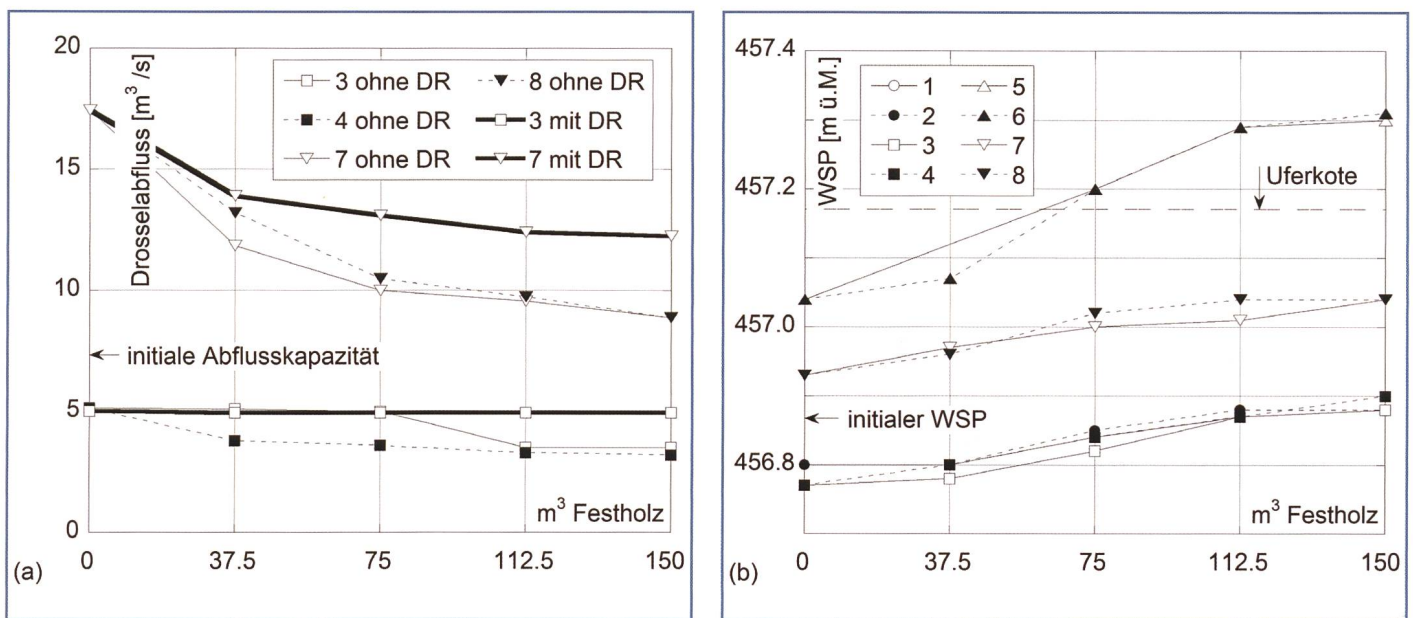 20
15
10
5
0
Drosselabfluss [m³/s]
3 ohne DR
4 ohne DR
7 ohne DR
8 ohne DR
3 mit DR
7 mit DR
initiale Abflusskapazität
m³ Festholz
0 37.5 75 112.5 150
(a)
457.4
457.2
457.0
456.8
WSP [m ü.M.]
1
2
3
4
5
6
7
8
Uferkote
initialer WSP
m³ Festholz
0 37.5 75 112.5 150
(b)